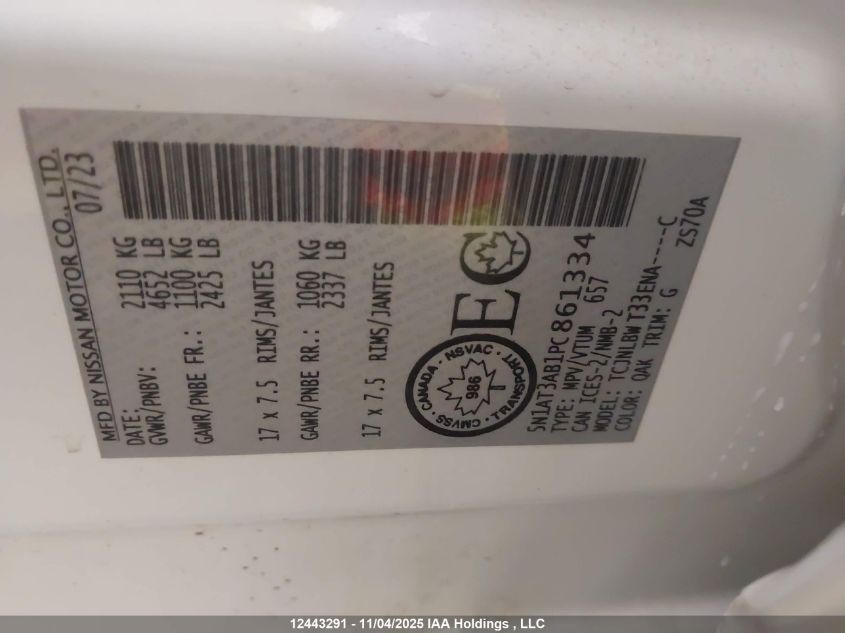 MFD BY NISSAN MOTOR CO., LTD.
DATE: 07/23
GVWR/PNBV: 2110 KG
4652 LB
GAWR/PNBE FR.: 1100 KG
2425 LB
17 x 7.5 RIMS/JANTES
GAWR/PNBE RR.: 1060 KG
2337 LB
17 x 7.5 RIMS/JANTES
CANADA · NSVAC · TRANSPORT · CMVSS
986
T
EC
5N1AT3AB1PC861334
TYPE: MPV/VTUM 657
CAN ICES-2/NMB-2
MODEL: TCJNLBW T33ENA----C
COLOR: QAK TRIM: G ZS70A
12443291 - 11/04/2025 IAA Holdings , LLC